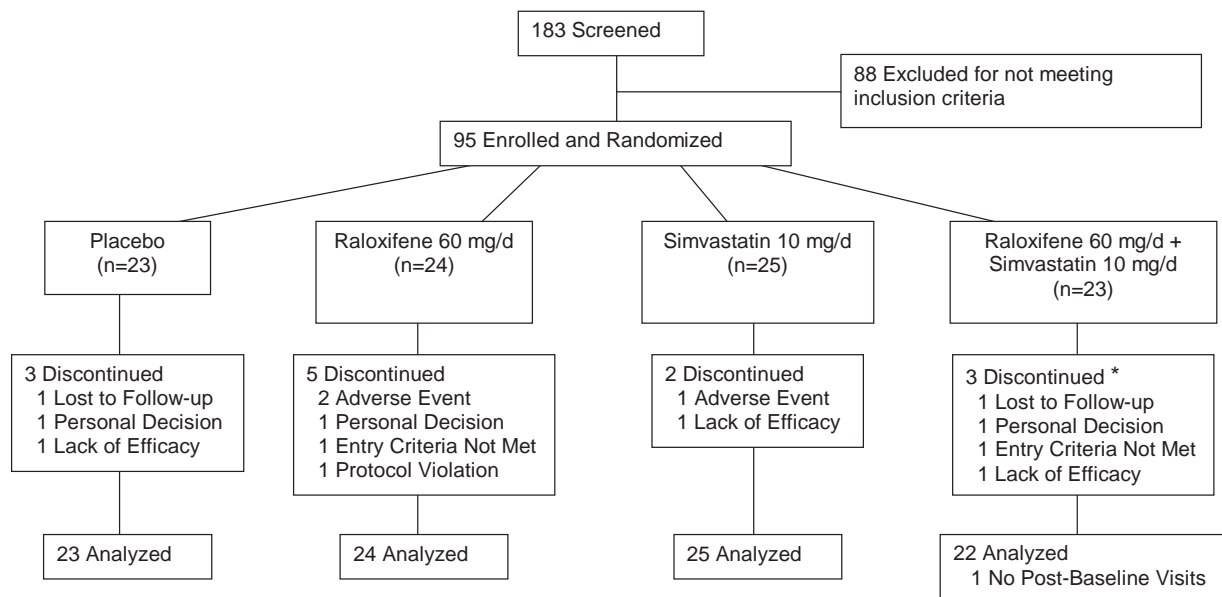 183 Screened
88 Excluded for not meeting
inclusion criteria
95 Enrolled and Randomized
Placebo
(n=23)
Raloxifene 60 mg/d
(n=24)
Simvastatin 10 mg/d
(n=25)
Raloxifene 60 mg/d +
Simvastatin 10 mg/d
(n=23)
3 Discontinued
1 Lost to Follow-up
1 Personal Decision
1 Lack of Efficacy
5 Discontinued
2 Adverse Event
1 Personal Decision
1 Entry Criteria Not Met
1 Protocol Violation
2 Discontinued
1 Adverse Event
1 Lack of Efficacy
3 Discontinued *
1 Lost to Follow-up
1 Personal Decision
1 Entry Criteria Not Met
1 Lack of Efficacy
23 Analyzed
24 Analyzed
25 Analyzed
22 Analyzed
1 No Post-Baseline Visits